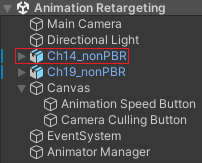 Animation Retargeting
Main Camera
Directional Light
Ch14_nonPBR
Ch19_nonPBR
Canvas
Animation Speed Button
Camera Culling Button
EventSystem
Animator Manager